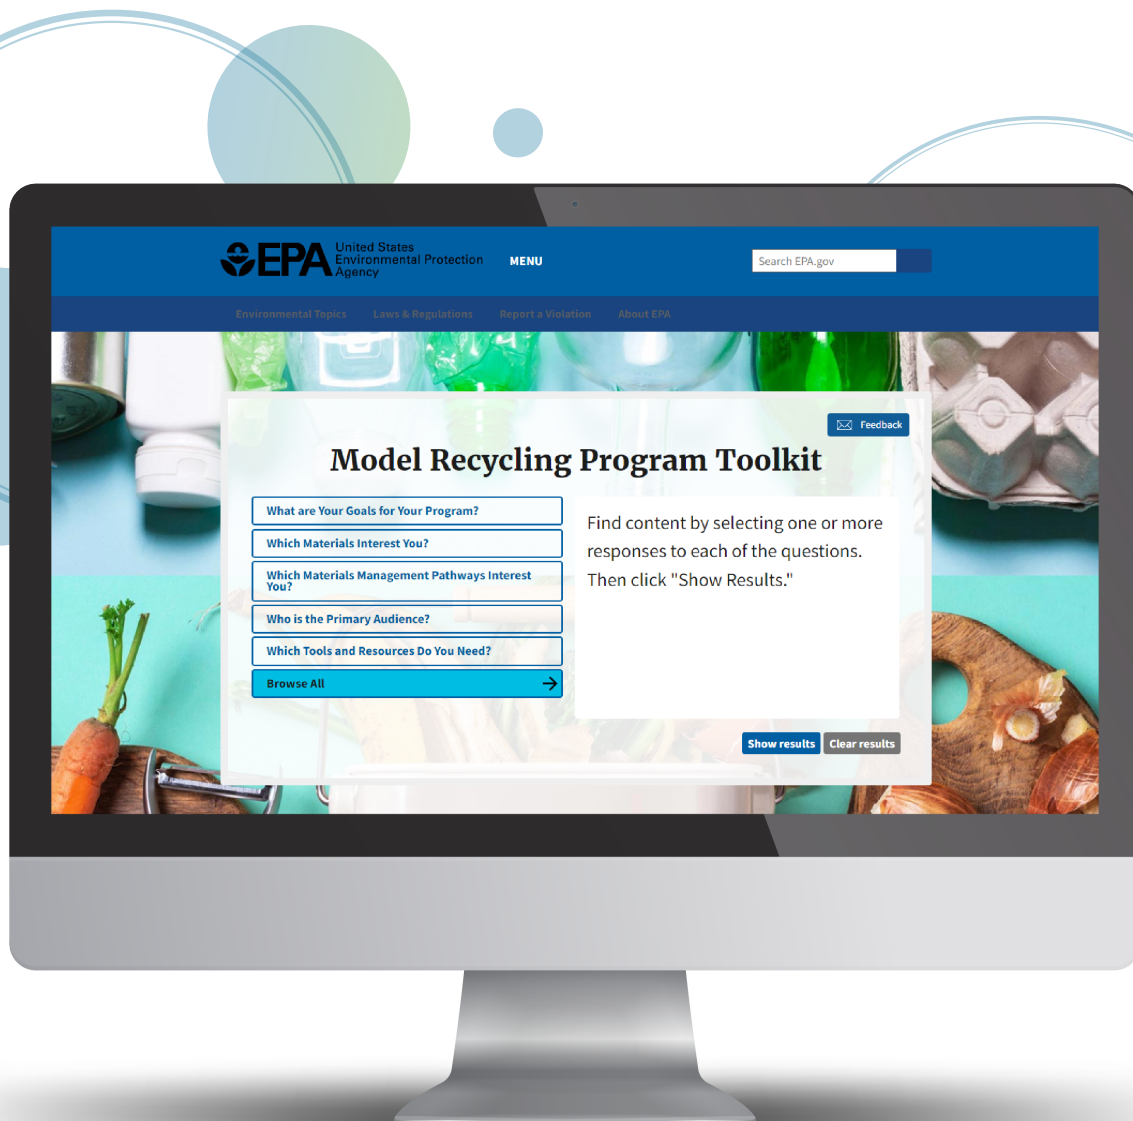 EPA
United States
Environmental Protection
Agency
MENU
Search EPA.gov
Environmental Topics Laws & Regulations Report a Violation About EPA
Feedback
Model Recycling Program Toolkit
What are Your Goals for Your Program?
Which Materials Interest You?
Which Materials Management Pathways Interest
You?
Who is the Primary Audience?
Which Tools and Resources Do You Need?
Browse All
Find content by selecting one or more
responses to each of the questions.
Then click "Show Results."
Show results Clear results